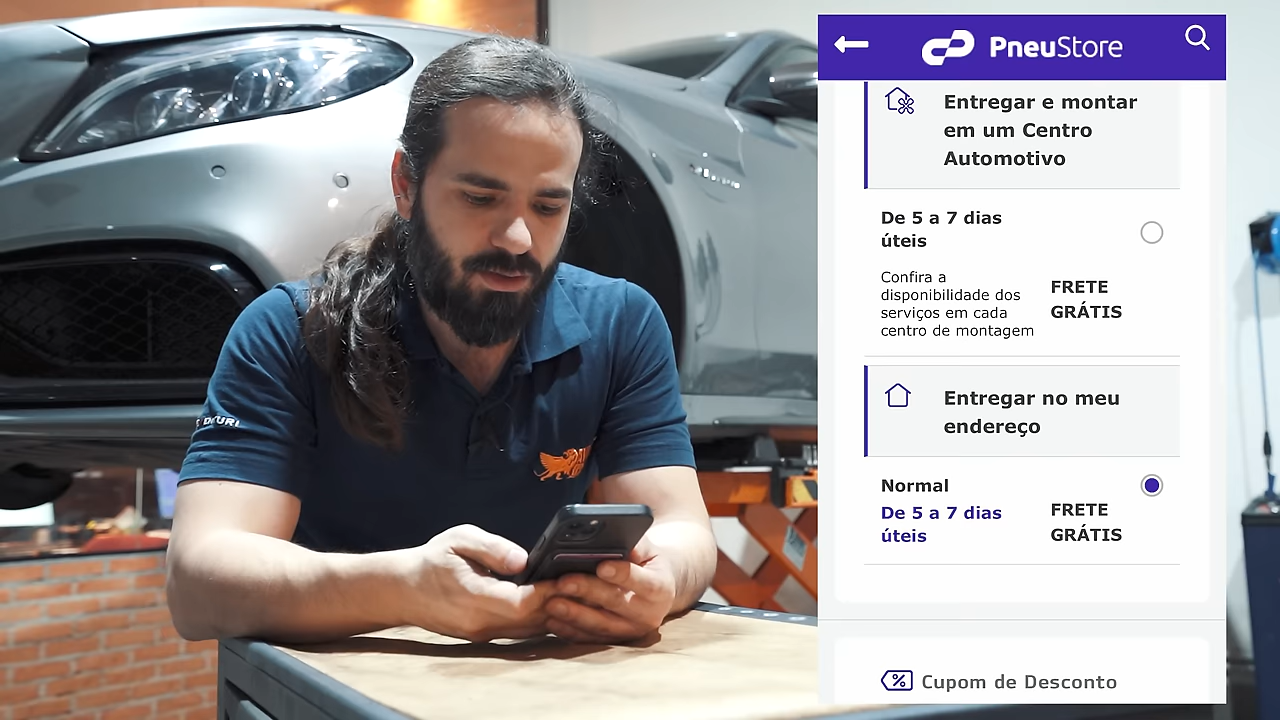 PneuStore
Entregar e montar
em um Centro
Automotivo
De 5 a 7 dias
úteis
Confira a
disponibilidade dos
serviços em cada
centro de montagem
FRETE
GRÁTIS
Entregar no meu
endereço
Normal
De 5 a 7 dias
úteis
FRETE
GRÁTIS
Cupom de Desconto